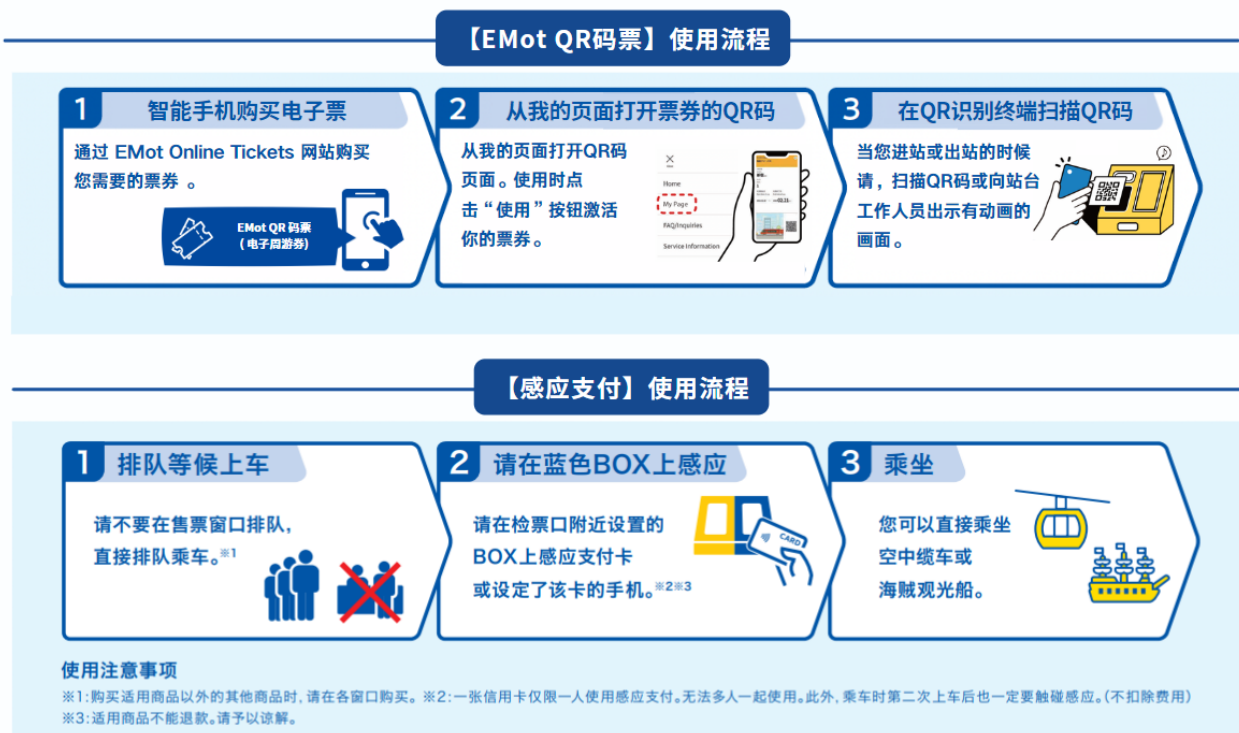 【EMot QR码票】使用流程
1 智能手机购买电子票
通过 EMot Online Tickets 网站购买
您需要的票券 。
EMot QR 码票
(电子周游券)
2 从我的页面打开票券的QR码
从我的页面打开QR码
页面。使用时点
击“使用”按钮激活
你的票券。
Home
My Page
FAQ/Inquiries
Service Information
3 在QR识别终端扫描QR码
当您进站或出站的时候
请，扫描QR码或向站台
工作人员出示有动画的
画面。
【感应支付】使用流程
1 排队等候上车
请不要在售票窗口排队,
直接排队乘车。※1
2 请在蓝色BOX上感应
请在检票口附近设置的
BOX上感应支付卡
或设定了该卡的手机。※2※3
CARD
3 乘坐
您可以直接乘坐
空中缆车或
海贼观光船。
使用注意事项
※1:购买适用商品以外的其他商品时,请在各窗口购买。 ※2:一张信用卡仅限一人使用感应支付。无法多人一起使用。此外,乘车时第二次上车后也一定要触碰感应。(不扣除费用)
※3:适用商品不能退款。请予以谅解。